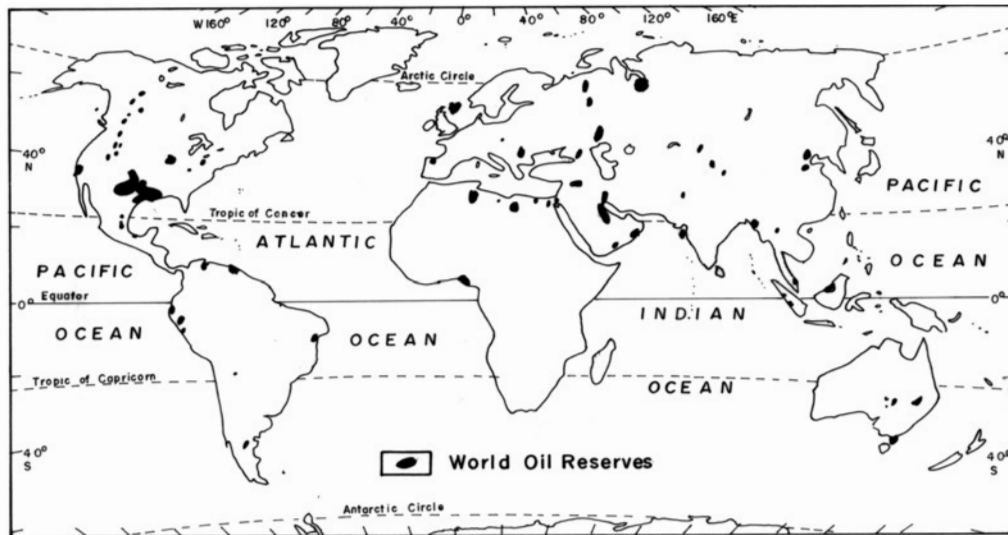 W160° 120° 80° 40° 0° 40° 80° 120° 160°E
Arctic Circle
40°
N
40°
N
PACIFIC
Tropic of Cancer
ATLANTIC
PACIFIC
OCEAN
0° Equator
0°
INDIAN
OCEAN
OCEAN
Tropic of Capricorn
OCEAN
40°
S
World Oil Reserves
40°
S
Antarctic Circle